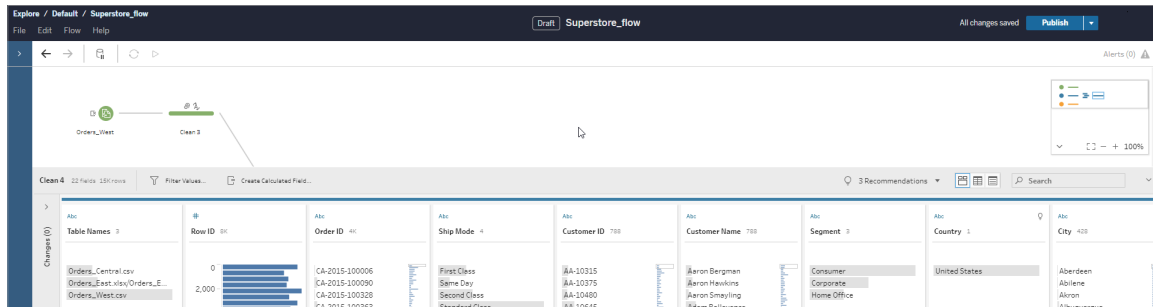 Explore / Default / Superstore_flow
File Edit Flow Help
Draft Superstore_flow
All changes saved Publish
Alerts (0)
Orders_West
Clean 3
100%
Clean 4 22 fields 15K rows Filter Values... Create Calculated Field... 3 Recommendations Search
Changes (0)
Abc # Abc Abc Abc Abc Abc Abc Abc
Table Names 3 Row ID 8K Order ID 4K Ship Mode 4 Customer ID 788 Customer Name 788 Segment 3 Country 1 City 428
Orders_Central.csv 0 CA-2015-100006 First Class AA-10315 Aaron Bergman Consumer United States Aberdeen
Orders_East.xlsx/Orders_E... 2,000 CA-2015-100090 Same Day AA-10375 Aaron Hawkins Corporate Abilene
Orders_West.csv CA-2015-100328 Second Class AA-10480 Aaron Smayling Home Office Akron
CA-2015-100363 Standard Class AA-10645 Adam Bellavance Albuquerque